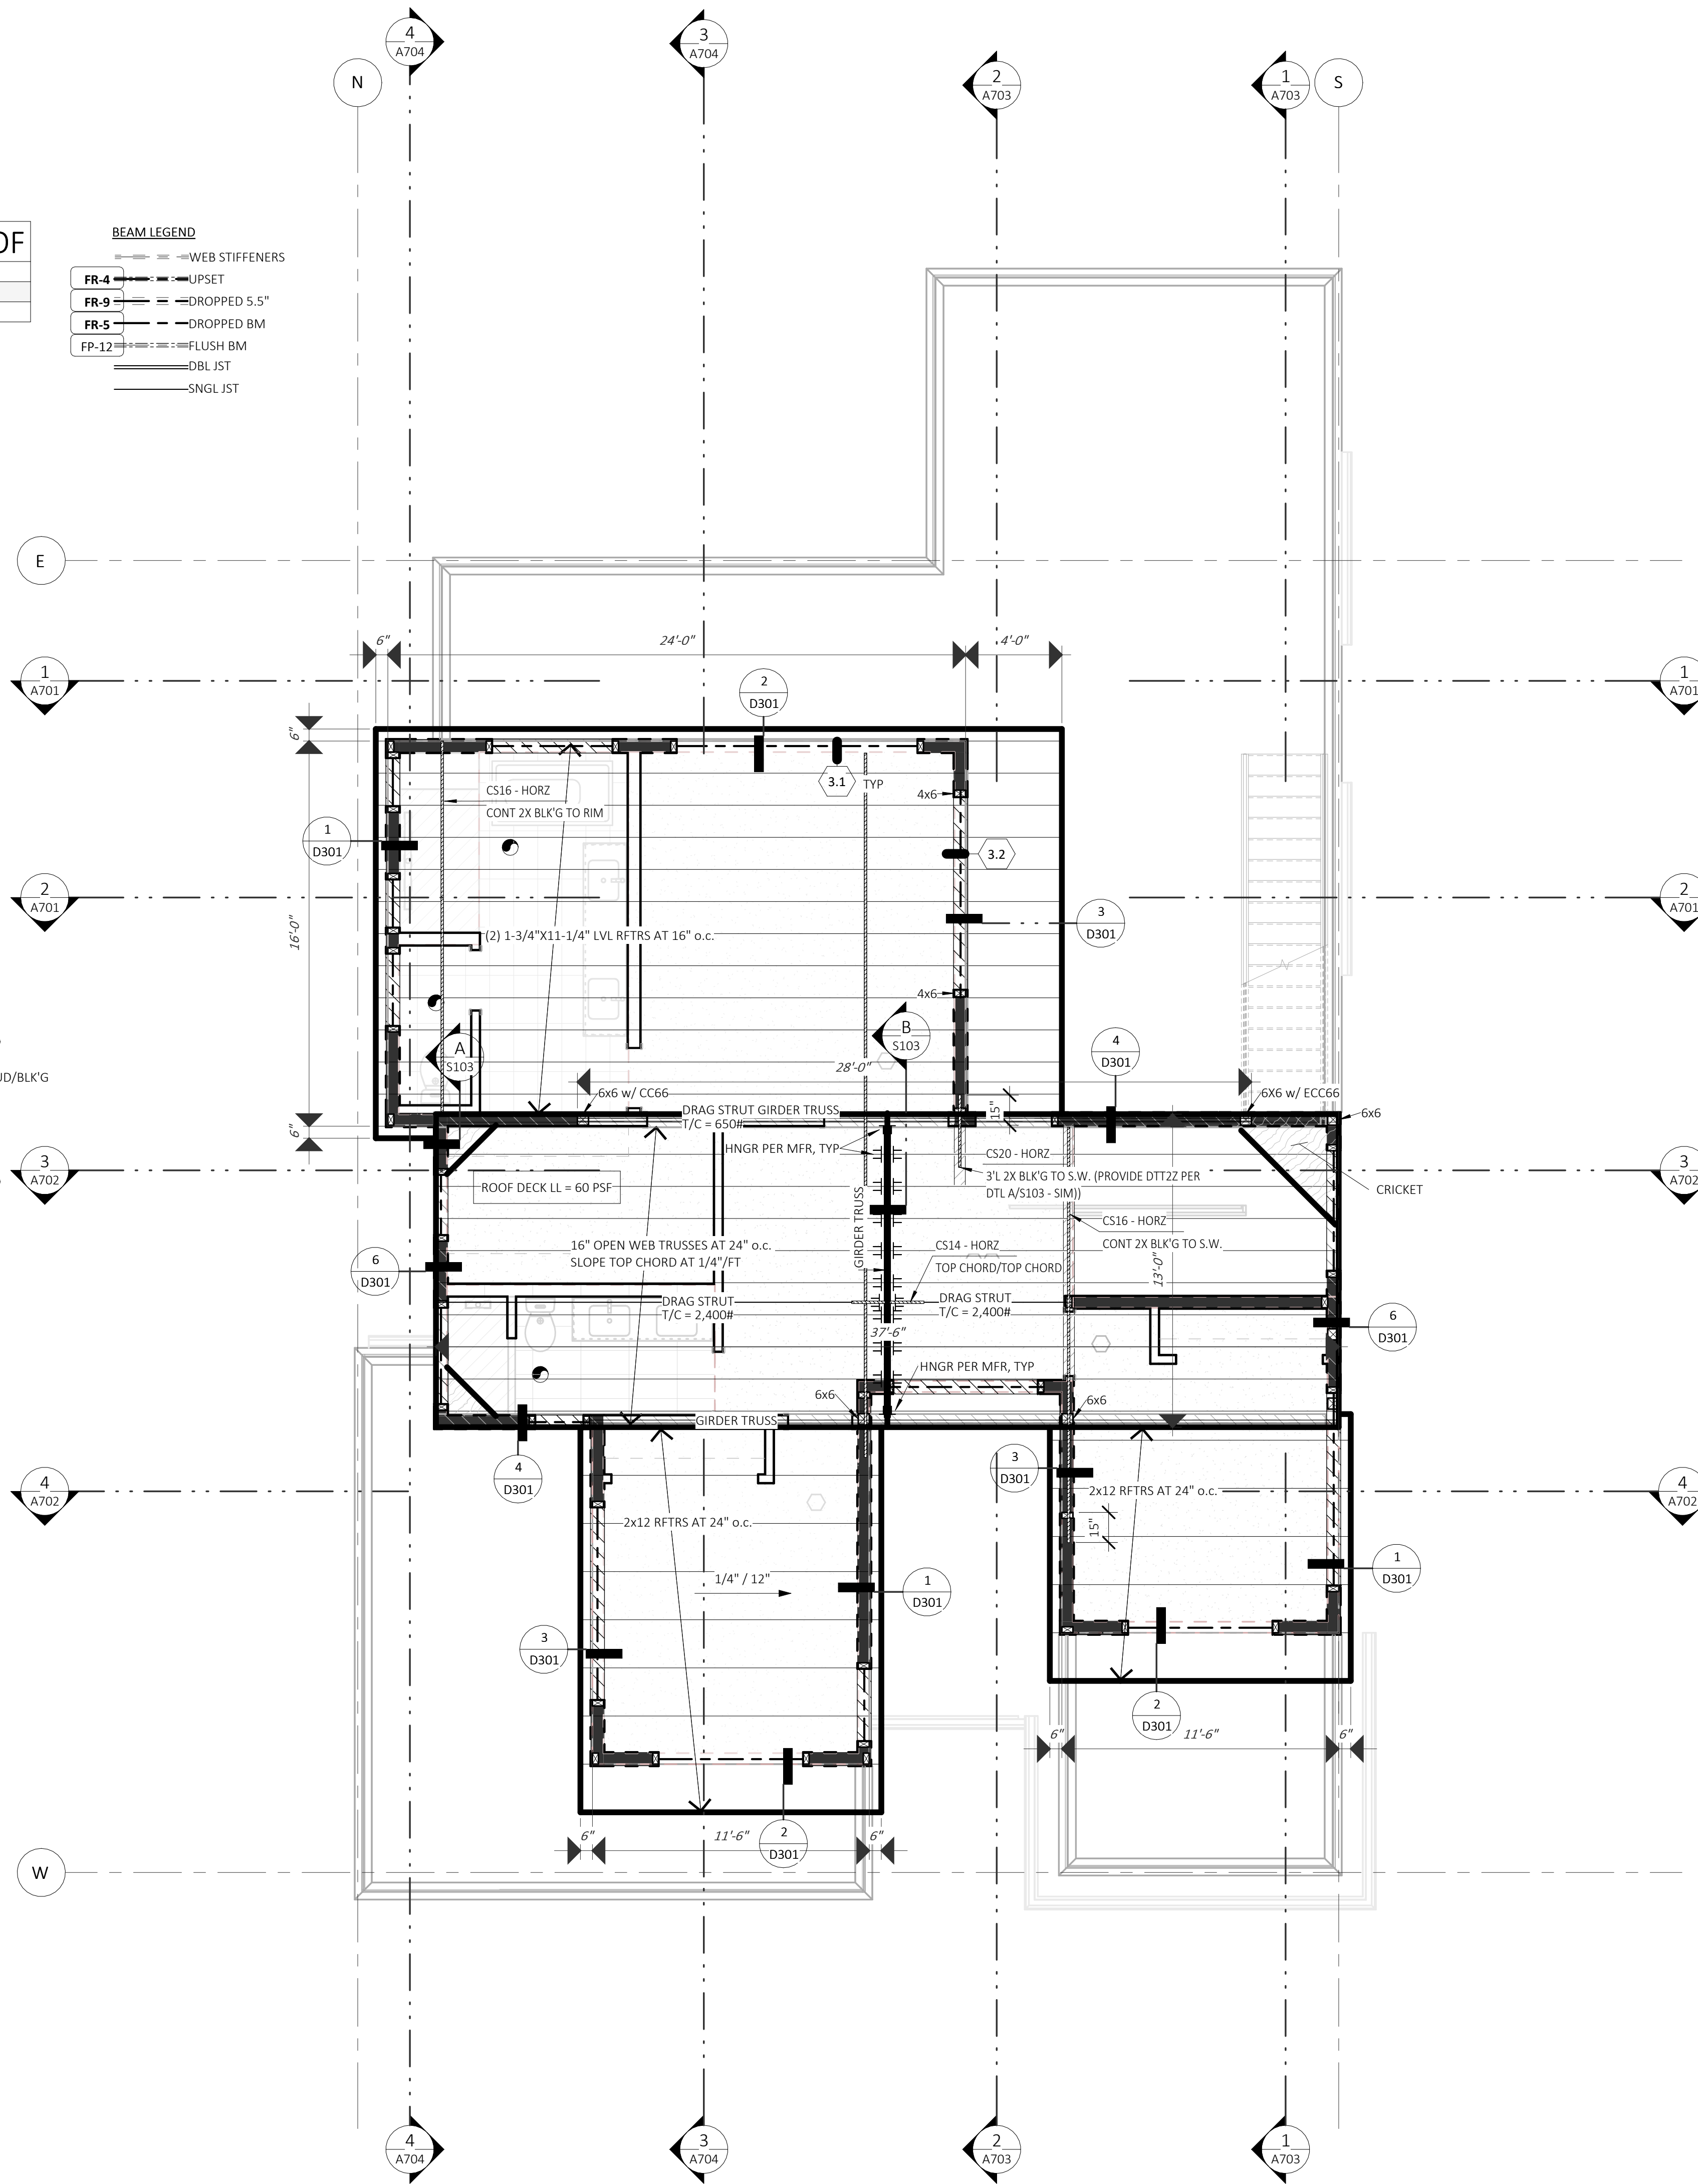 4
A704
3
A704
2
A703
1
A703
N
S
OF
BEAM LEGEND
WEB STIFFENERS
FR-4
UPSET
FR-9
DROPPED 5.5"
FR-5
DROPPED BM
FP-12
FLUSH BM
DBL JST
SNGL JST
E
6"
24'-0"
4'-0"
1
A701
1
A701
2
D301
6"
3.1
TYP
CS16 - HORZ
CONT 2X BLK'G TO RIM
4x6
1
D301
3.2
2
A701
2
A701
3
D301
16'-0"
(2) 1-3/4"X11-1/4" LVL RFTRS AT 16" o.c.
4x6
A
S103
B
S103
4
D301
28'-0"
UD/BLK'G
6x6 w/ CC66
6X6 w/ ECC66
6"
DRAG STRUT GIRDER TRUSS
T/C = 650#
15"
6x6
HNGR PER MFR, TYP
CS20 - HORZ
3'L 2X BLK'G TO S.W. (PROVIDE DTT2Z PER
DTL A/S103 - SIM))
3
A702
3
A702
ROOF DECK LL = 60 PSF
CRICKET
GIRDER TRUSS
CS16 - HORZ
CONT 2X BLK'G TO S.W.
16" OPEN WEB TRUSSES AT 24" o.c.
SLOPE TOP CHORD AT 1/4"/FT
CS14 - HORZ
TOP CHORD/TOP CHORD
6
D301
13'-0"
DRAG STRUT
T/C = 2,400#
DRAG STRUT
T/C = 2,400#
6
D301
37'-6"
HNGR PER MFR, TYP
6x6
6x6
GIRDER TRUSS
4
D301
3
D301
4
A702
4
A702
2x12 RFTRS AT 24" o.c.
2x12 RFTRS AT 24" o.c.
15"
1/4" / 12"
1
D301
1
D301
3
D301
2
D301
6"
11'-6"
6"
6"
11'-6"
2
D301
6"
W
4
A704
3
A704
2
A703
1
A703